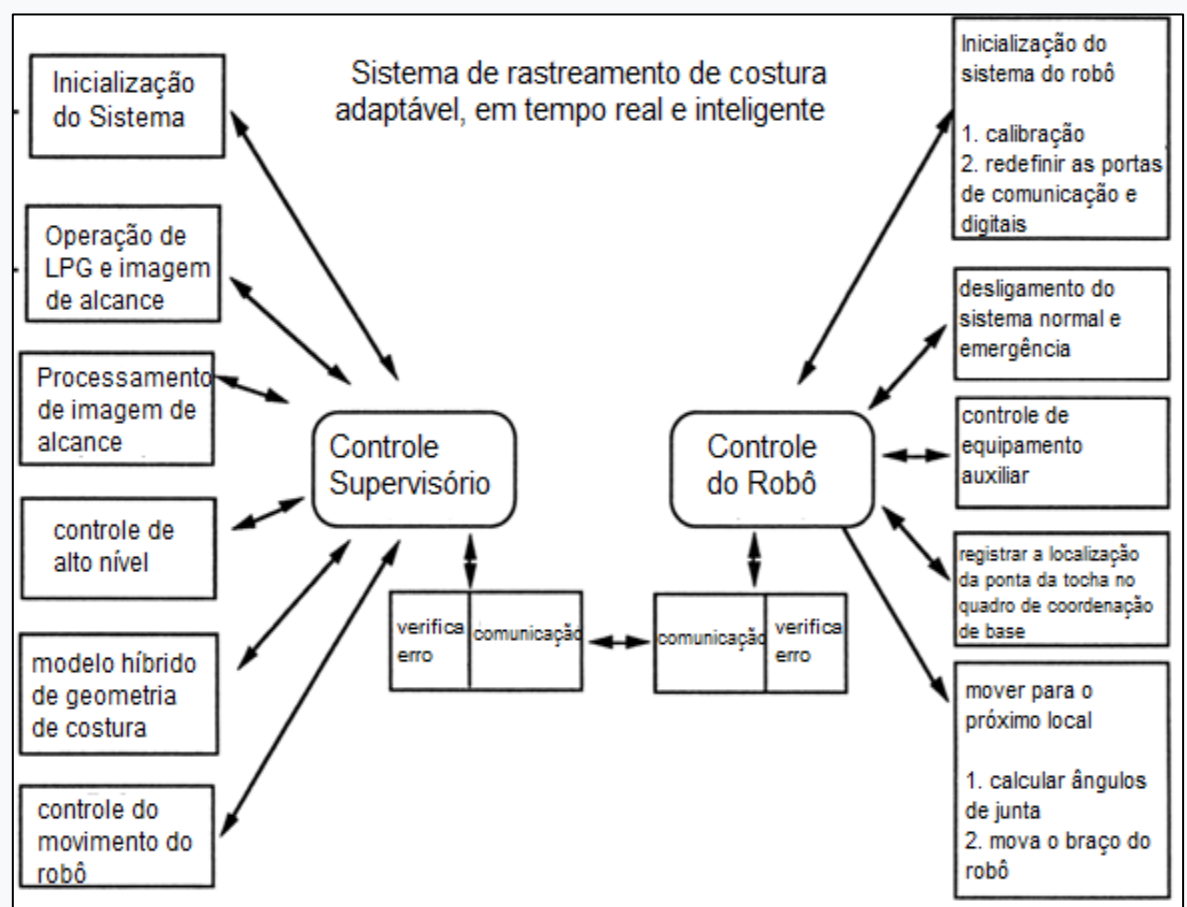 Sistema de rastreamento de costura
adaptável, em tempo real e inteligente
Inicialização
do Sistema
Operação de
LPG e imagem
de alcance
Processamento
de imagem de
alcance
controle de
alto nível
modelo híbrido
de geometria
de costura
controle do
movimento do
robô
Controle
Supervisório
verifica
erro
comunicação
Controle
do Robô
comunicação
verifica
erro
Inicialização do
sistema do robô
1. calibração
2. redefinir as portas
de comunicação e
digitais
desligamento do
sistema normal e
emergência
controle de
equipamento
auxiliar
registrar a localização
da ponta da tocha no
quadro de coordenação
de base
mover para o
próximo local
1. calcular ângulos
de junta
2. mova o braço do
robô